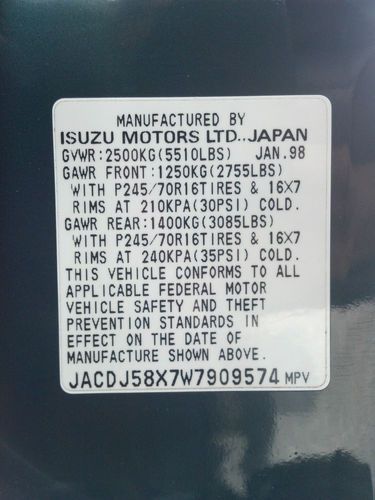 MANUFACTURED BY
ISUZU MOTORS LTD., JAPAN
GVWR:2500KG(5510LBS) JAN.98
GAWR FRONT:1250KG(2755LBS)
WITH P245/70R16TIRES & 16X7
RIMS AT 210KPA(30PSI) COLD.
GAWR REAR:1400KG(3085LBS)
WITH P245/70R16TIRES & 16X7
RIMS AT 240KPA(35PSI) COLD.
THIS VEHICLE CONFORMS TO ALL
APPLICABLE FEDERAL MOTOR
VEHICLE SAFETY AND THEFT
PREVENTION STANDARDS IN
EFFECT ON THE DATE OF
MANUFACTURE SHOWN ABOVE.
JACDJ58X7W7909574 MPV